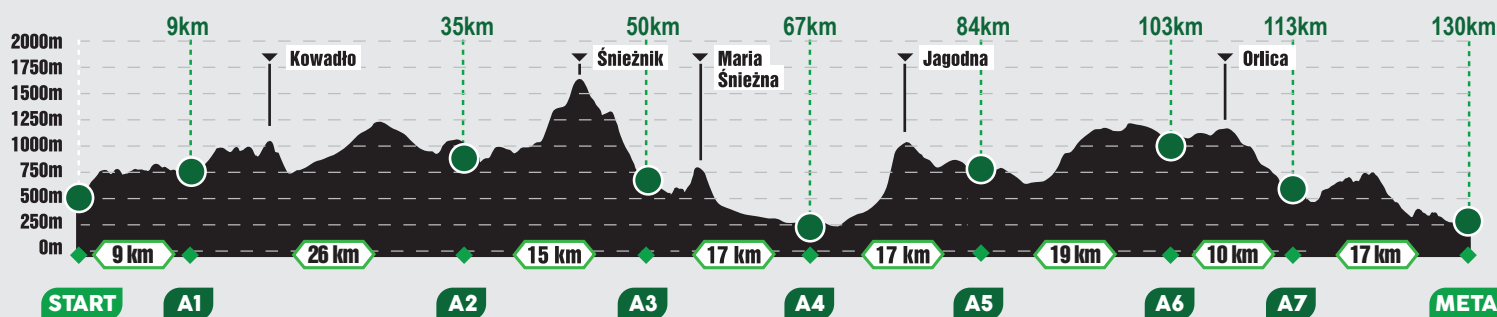 9km 35km 50km 67km 84km 103km 113km 130km
2000m
1750m
1500m
1250m
1000m
750m
500m
250m
0m
Kowadło
Śnieżnik
Maria
Śnieżna
Jagodna
Orlica
9 km 26 km 15 km 17 km 17 km 19 km 10 km 17 km
START A1 A2 A3 A4 A5 A6 A7 META